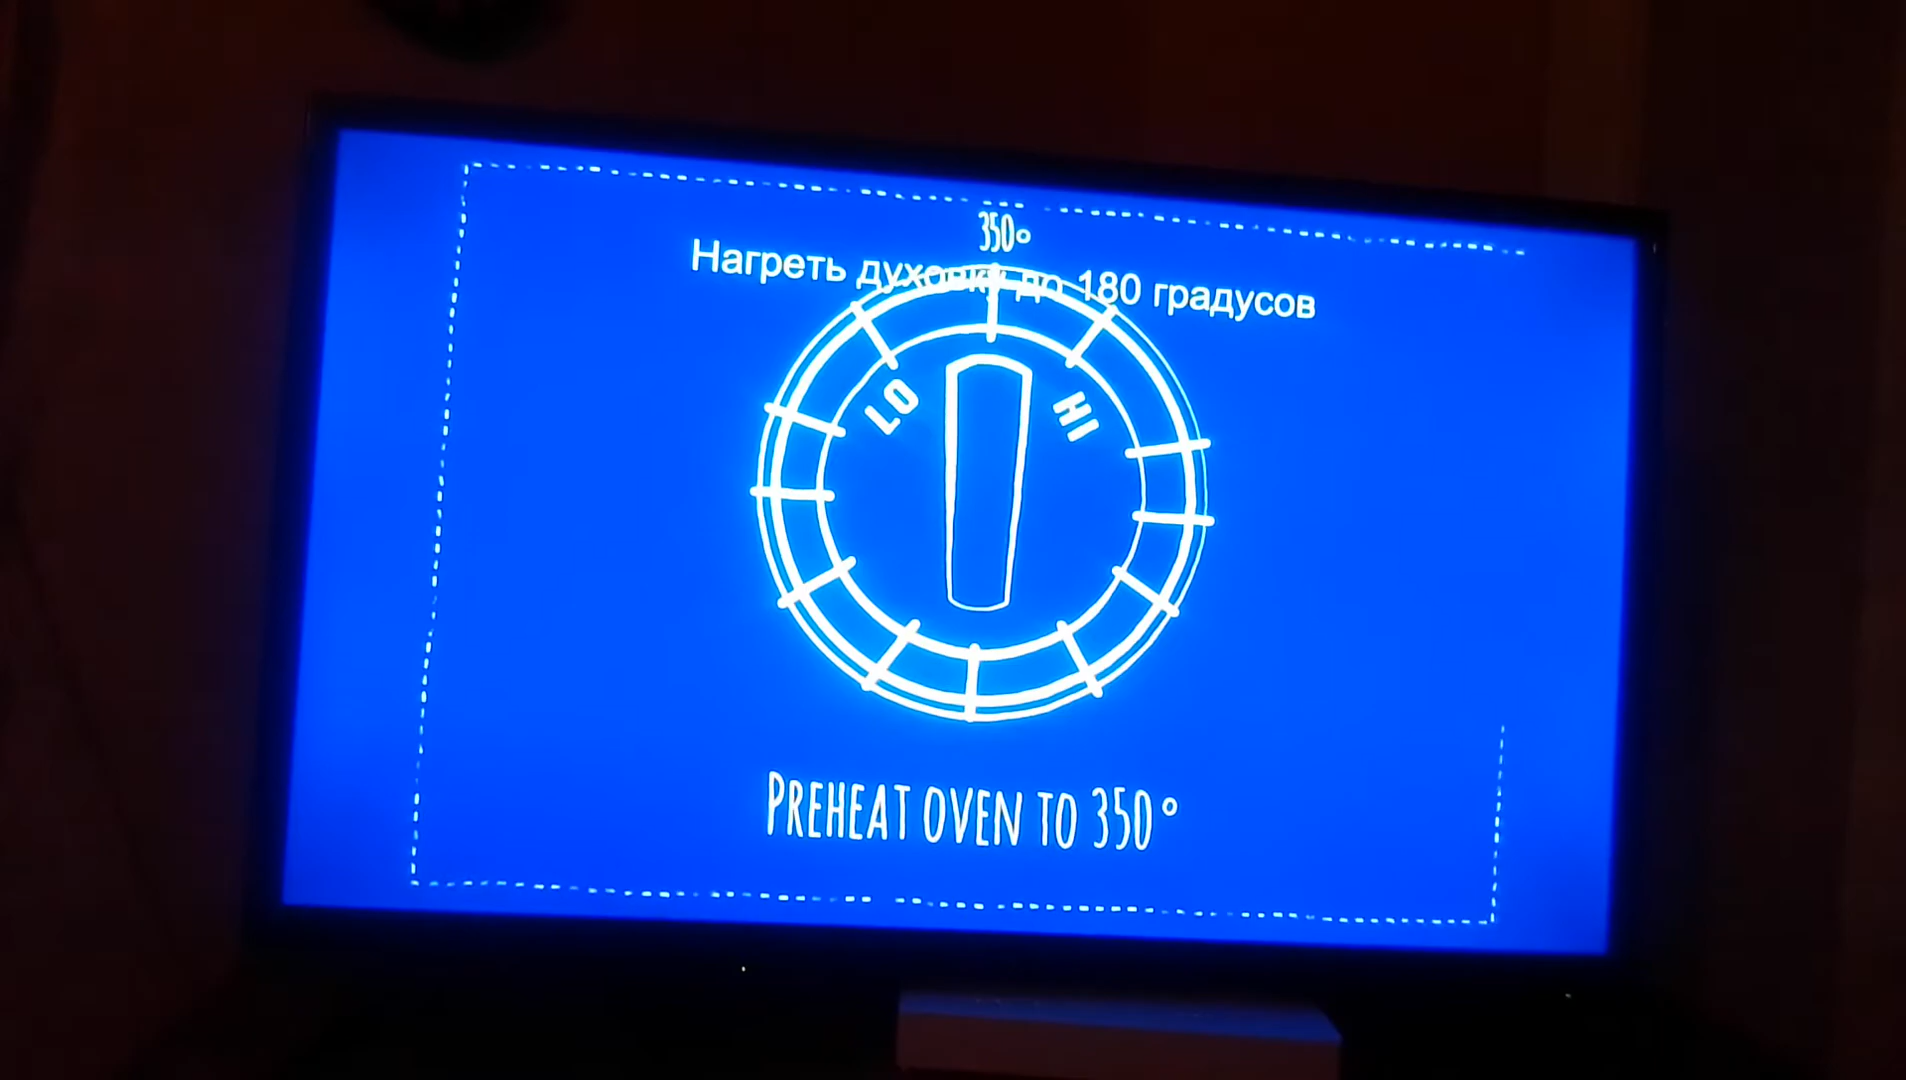 350°
Нагреть духовку до 180 градусов
LO
HI
PREHEAT OVEN TO 350°